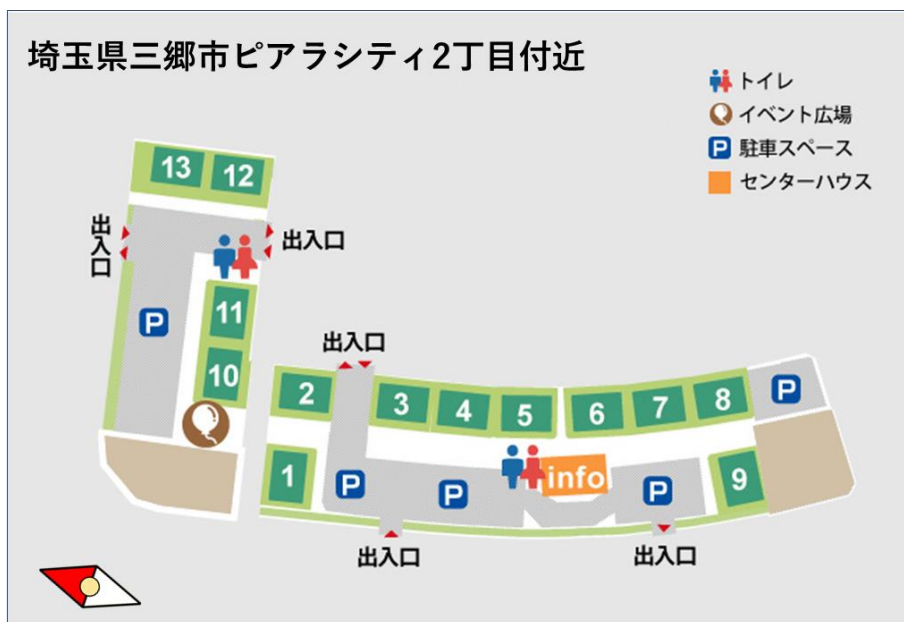 埼玉県三郷市ピアラシティ2丁目付近
トイレ
イベント広場
P 駐車スペース
センターハウス
13
12
出入口
出入口
11
P
10
出入口
2
3
4
5
6
7
8
P
1
P
P
info
P
9
出入口
出入口